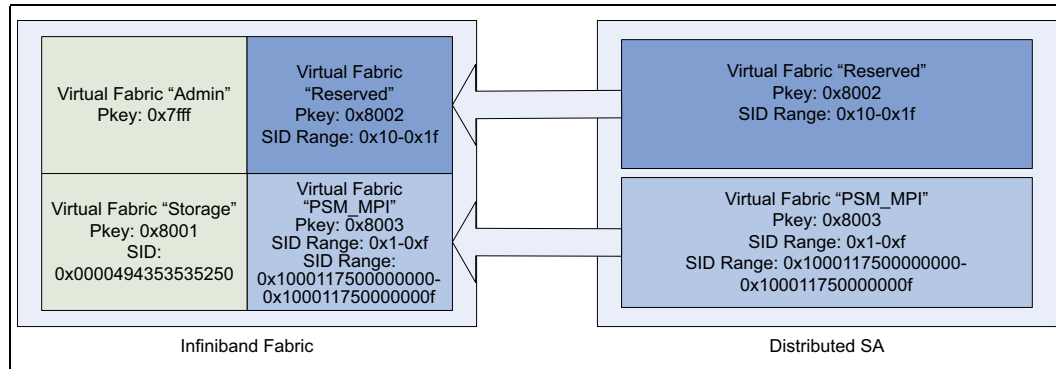 Virtual Fabric “Admin”
Pkey: 0x7fff
Virtual Fabric
“Reserved”
Pkey: 0x8002
SID Range: 0x10-0x1f
Virtual Fabric “Storage”
Pkey: 0x8001
SID:
0x0000494353535250
Virtual Fabric
“PSM_MPI”
Pkey: 0x8003
SID Range: 0x1-0xf
SID Range:
0x1000117500000000-
0x100011750000000f
Infiniband Fabric
Virtual Fabric “Reserved”
Pkey: 0x8002
SID Range: 0x10-0x1f
Virtual Fabric “PSM_MPI”
Pkey: 0x8003
SID Range: 0x1-0xf
SID Range: 0x1000117500000000-
0x100011750000000f
Distributed SA